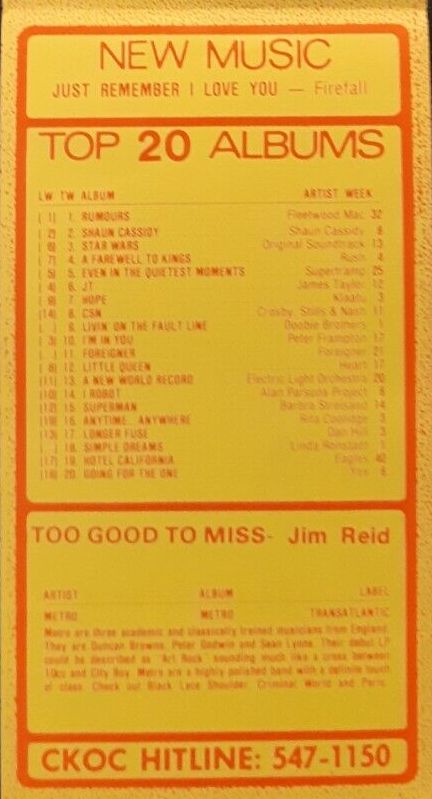 NEW MUSIC
JUST REMEMBER I LOVE YOU — Firefall
TOP 20 ALBUMS
LW TW ALBUM ARTIST WEEK
( 1) 1. RUMOURS Fleetwood Mac 32
( 2) 2. SHAUN CASSIDY Shaun Cassidy 8
( 6) 3. STAR WARS Original Soundtrack 13
( 7) 4. A FAREWELL TO KINGS Rush 4
( 5) 5. EVEN IN THE QUIETEST MOMENTS Supertramp 25
( 4) 6. JT James Taylor 12
( 9) 7. HOPE Klaatu 3
(14) 8. CSN Crosby, Stills & Nash 11
( ) 9. LIVIN' ON THE FAULT LINE Doobie Brothers 1
( 3) 10. I'M IN YOU Peter Frampton 17
( ) 11. FOREIGNER Foreigner 21
( 8) 12. LITTLE QUEEN Heart 17
(11) 13. A NEW WORLD RECORD Electric Light Orchestra 20
(10) 14. I ROBOT Alan Parsons Project 6
(12) 15. SUPERMAN Barbra Streisand 14
(19) 16. ANYTIME.. ANYWHERE Rita Coolidge 3
(13) 17. LONGER FUSE Dan Hill 3
( ) 18. SIMPLE DREAMS Linda Ronstadt 1
(17) 19. HOTEL CALIFORNIA Eagles 40
20. GOING FOR THE ONE Yes 6
TOO GOOD TO MISS- Jim Reid
ARTIST ALBUM LABEL
METRO METRO TRANSATLANTIC
Metro are three academic and classically trained musicians from England.
They are Duncan Browne, Peter Godwin and Sean Lyons. Their debut LP
could be described as "Art Rock" sounding much like a cross between
10cc and City Boy. Metro are a highly polished band with a definite touch
of class. Check out Black Lace Shoulder, Criminal World and Paris.
CKOC HITLINE: 547-1150